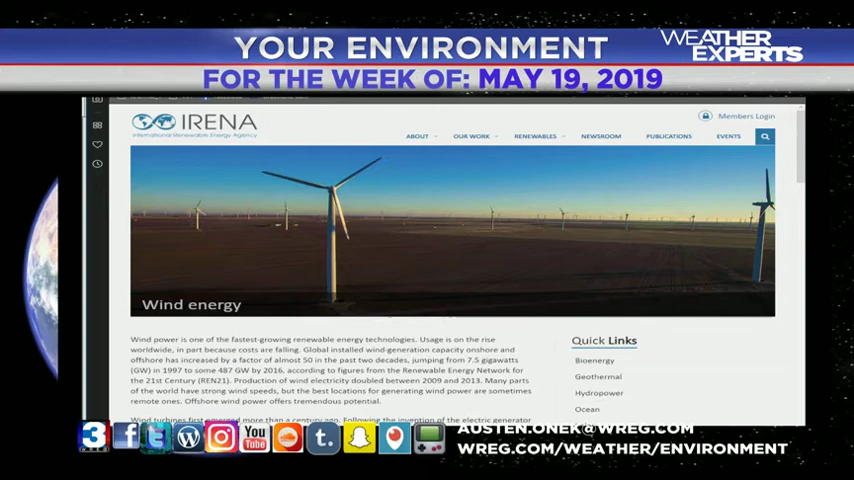 YOUR ENVIRONMENT
WEATHER
EXPERTS
FOR THE WEEK OF: MAY 19, 2019
IRENA
International Renewable Energy Agency
Members Login
ABOUT
OUR WORK
RENEWABLES
NEWSROOM
PUBLICATIONS
EVENTS
Wind energy
Wind power is one of the fastest-growing renewable energy technologies. Usage is on the rise
worldwide, in part because costs are falling. Global installed wind-generation capacity onshore and
offshore has increased by a factor of almost 50 in the past two decades, jumping from 7.5 gigawatts
(GW) in 1997 to some 487 GW by 2016, according to figures from the Renewable Energy Network for
the 21st Century (REN21). Production of wind electricity doubled between 2009 and 2013. Many parts
of the world have strong wind speeds, but the best locations for generating wind power are sometimes
remote ones. Offshore wind power offers tremendous potential.
Wind turbines first emerged more than a century ago. Following the invention of the electric generator
Quick Links
Bioenergy
Geothermal
Hydropower
Ocean
3
WREG
You
Tube
t.
AUSTEN.ONEK@WREG.COM
WREG.COM/WEATHER/ENVIRONMENT